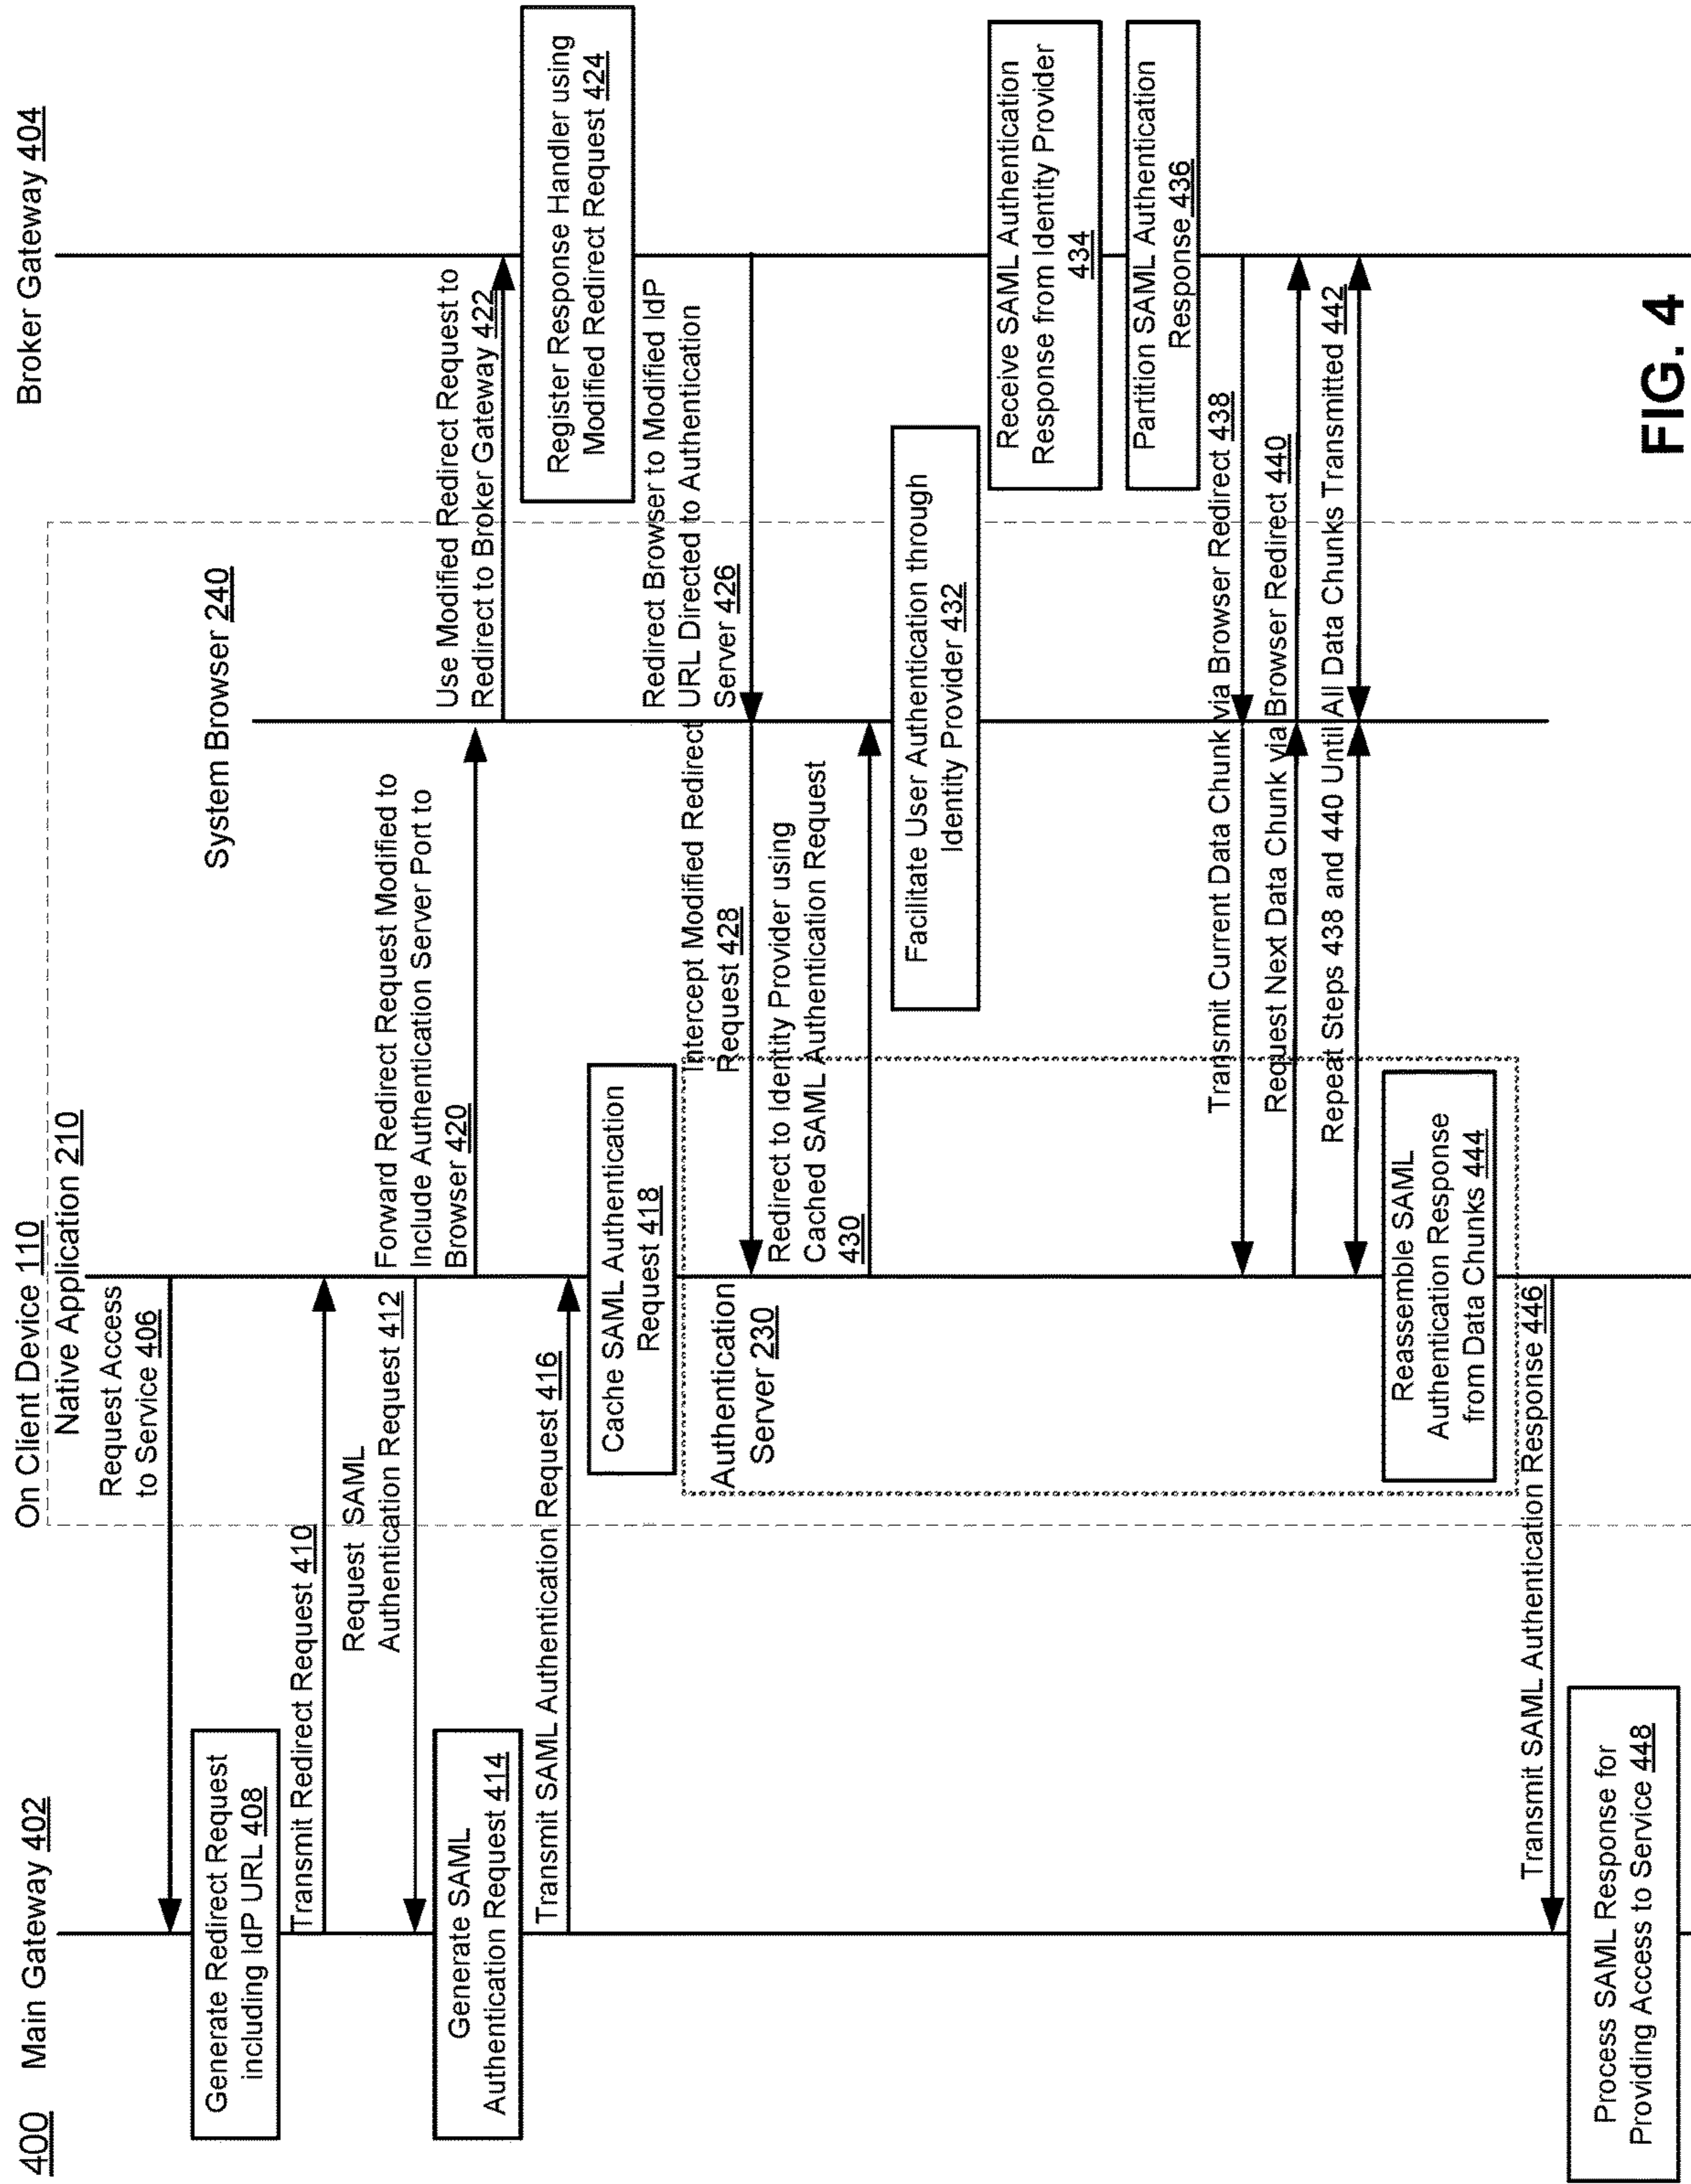 400
Main Gateway 402
On Client Device 110
Native Application 210
System Browser 240
Broker Gateway 404
Request Access
to Service 406
Generate Redirect Request
including IdP URL 408
Transmit Redirect Request 410
Request SAML
Authentication Request 412
Generate SAML
Authentication Request 414
Transmit SAML Authentication Request 416
Cache SAML Authentication
Request 418
Forward Redirect Request Modified to
Include Authentication Server Port to
Browser 420
Use Modified Redirect Request to
Redirect to Broker Gateway 422
Register Response Handler using
Modified Redirect Request 424
Redirect Browser to Modified IdP
URL Directed to Authentication
Server 426
Intercept Modified Redirect
Request 428
Authentication
Server 230
Redirect to Identity Provider using
Cached SAML Authentication Request
430
Facilitate User Authentication through
Identity Provider 432
Receive SAML Authentication
Response from Identity Provider
434
Partition SAML Authentication
Response 436
Transmit Current Data Chunk via Browser Redirect 438
Request Next Data Chunk via Browser Redirect 440
Repeat Steps 438 and 440 Until All Data Chunks Transmitted 442
Reassemble SAML
Authentication Response
from Data Chunks 444
Transmit SAML Authentication Response 446
Process SAML Response for
Providing Access to Service 448
FIG. 4